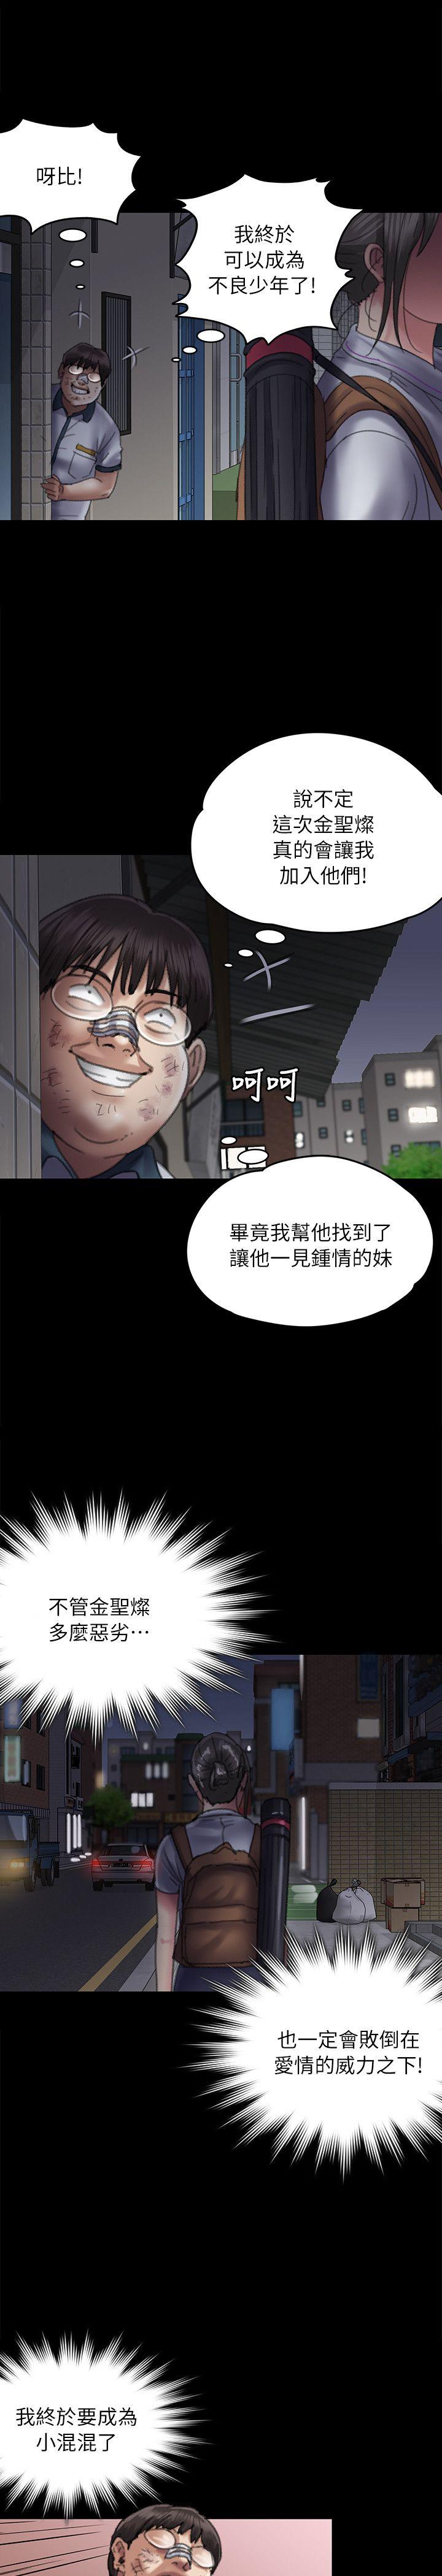 呀比!
我終於
可以成為
不良少年了!
說不定
這次金聖燦
真的會讓我
加入他們!
呵呵
畢竟我幫他找到了
讓他一見鍾情的妹
不管金聖燦
多麼惡劣⋯
也一定會敗倒在
愛情的威力之下!
我終於要成為
小混混了